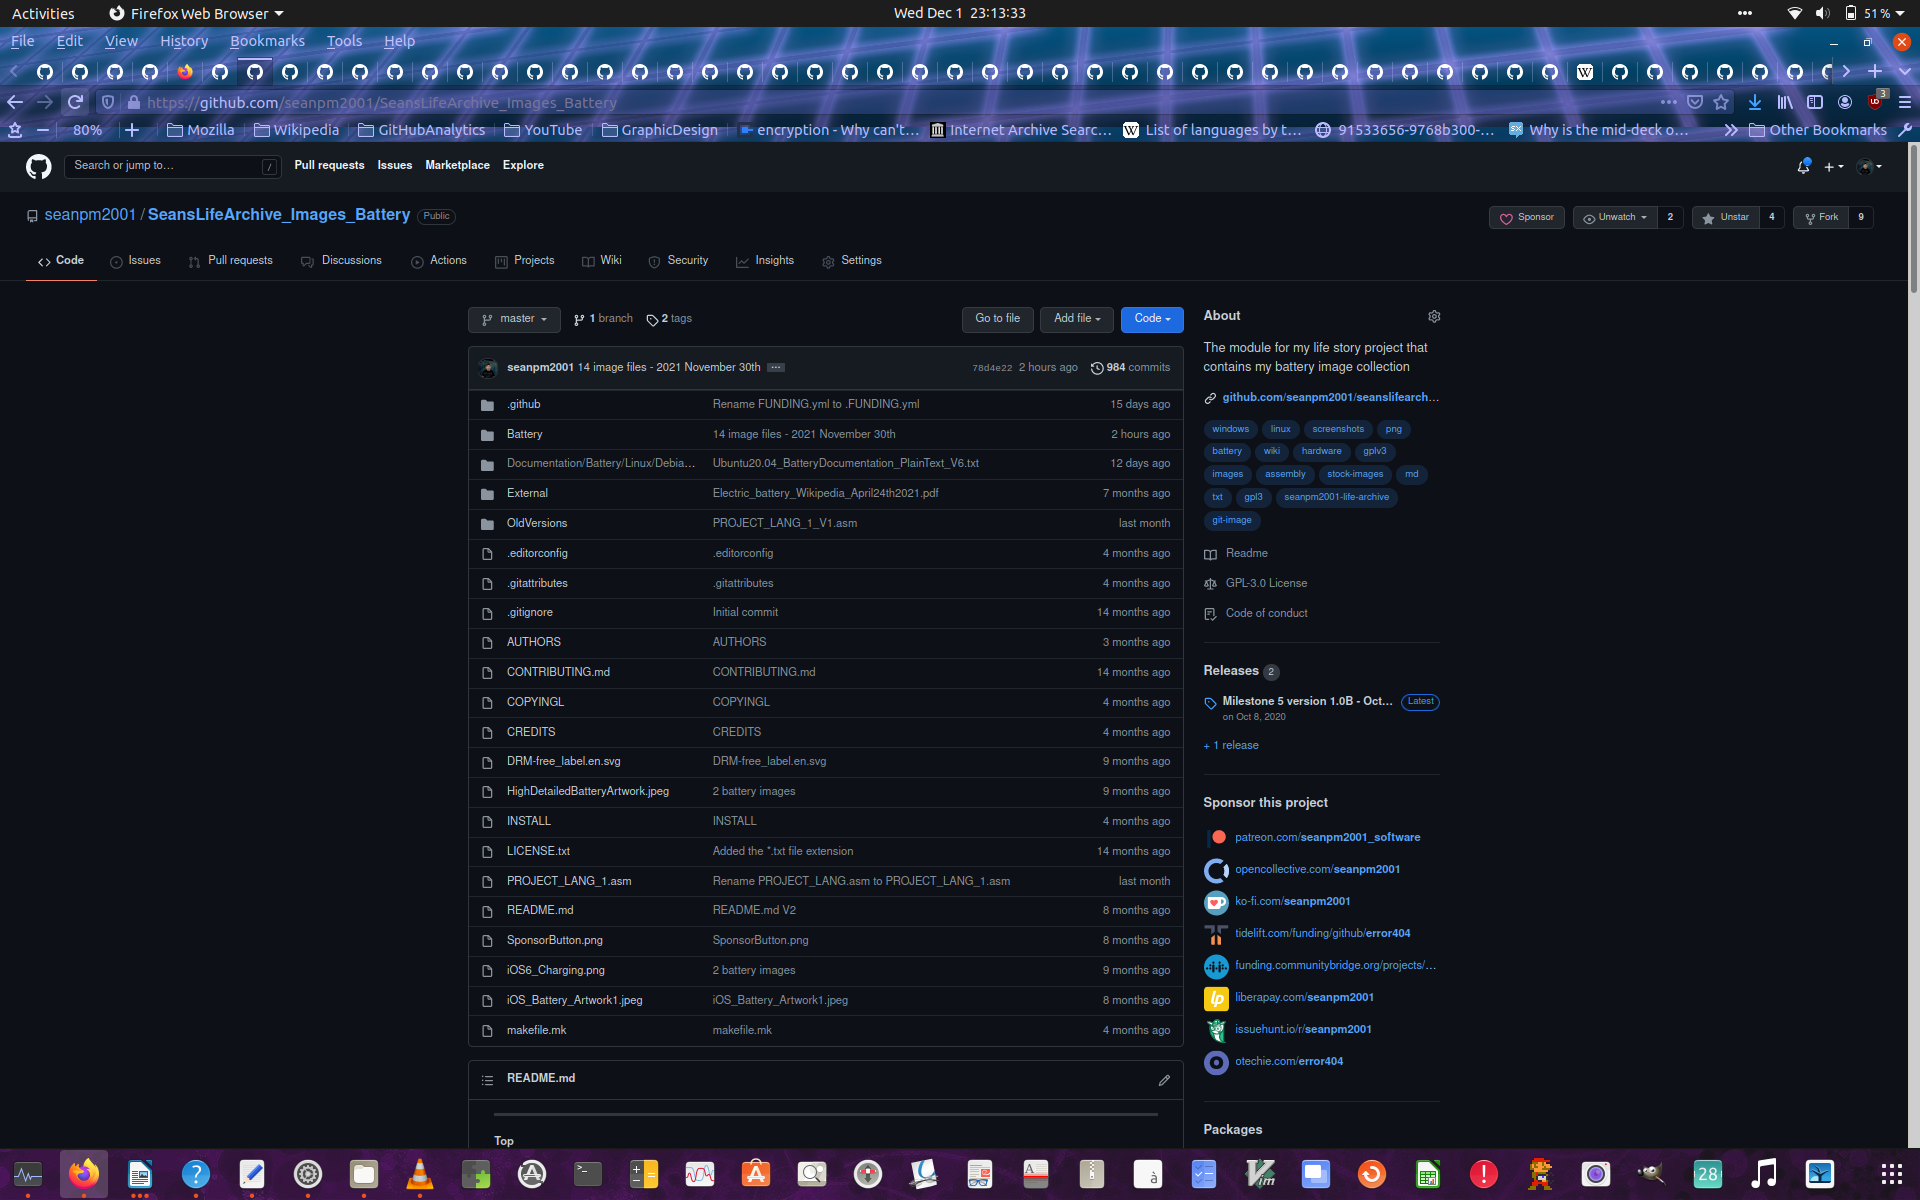 Activities Firefox Web Browser Wed Dec 1 23:13:33 51 %
File Edit View History Bookmarks Tools Help
https://github.com/seanpm2001/SeansLifeArchive_Images_Battery 3
80% Mozilla Wikipedia GitHubAnalytics YouTube GraphicDesign encryption - Why can't… Internet Archive Searc… List of languages by t… 91533656-9768b300-… Why is the mid-deck o… Other Bookmarks
Search or jump to… / Pull requests Issues Marketplace Explore
seanpm2001 / SeansLifeArchive_Images_Battery Public
Sponsor Unwatch 2 Unstar 4 Fork 9
Code Issues Pull requests Discussions Actions Projects Wiki Security Insights Settings
master 1 branch 2 tags Go to file Add file Code
seanpm2001 14 image files - 2021 November 30th ... 78d4e22 2 hours ago 984 commits
.github Rename FUNDING.yml to .FUNDING.yml 15 days ago
Battery 14 image files - 2021 November 30th 2 hours ago
Documentation/Battery/Linux/Debia… Ubuntu20.04_BatteryDocumentation_PlainText_V6.txt 12 days ago
External Electric_battery_Wikipedia_April24th2021.pdf 7 months ago
OldVersions PROJECT_LANG_1_V1.asm last month
.editorconfig .editorconfig 4 months ago
.gitattributes .gitattributes 4 months ago
.gitignore Initial commit 14 months ago
AUTHORS AUTHORS 3 months ago
CONTRIBUTING.md CONTRIBUTING.md 14 months ago
COPYINGL COPYINGL 4 months ago
CREDITS CREDITS 4 months ago
DRM-free_label.en.svg DRM-free_label.en.svg 9 months ago
HighDetailedBatteryArtwork.jpeg 2 battery images 9 months ago
INSTALL INSTALL 4 months ago
LICENSE.txt Added the *.txt file extension 14 months ago
PROJECT_LANG_1.asm Rename PROJECT_LANG.asm to PROJECT_LANG_1.asm last month
README.md README.md V2 8 months ago
SponsorButton.png SponsorButton.png 8 months ago
iOS6_Charging.png 2 battery images 9 months ago
iOS_Battery_Artwork1.jpeg iOS_Battery_Artwork1.jpeg 8 months ago
makefile.mk makefile.mk 4 months ago
README.md
Top
About
The module for my life story project that
contains my battery image collection
github.com/seanpm2001/seanslifearch…
windows linux screenshots png
battery wiki hardware gplv3
images assembly stock-images md
txt gpl3 seanpm2001-life-archive
git-image
Readme
GPL-3.0 License
Code of conduct
Releases 2
Milestone 5 version 1.0B - Oct… Latest
on Oct 8, 2020
+ 1 release
Sponsor this project
patreon.com/seanpm2001_software
opencollective.com/seanpm2001
ko-fi.com/seanpm2001
tidelift.com/funding/github/error404
funding.communitybridge.org/projects/…
liberapay.com/seanpm2001
issuehunt.io/r/seanpm2001
otechie.com/error404
Packages
28